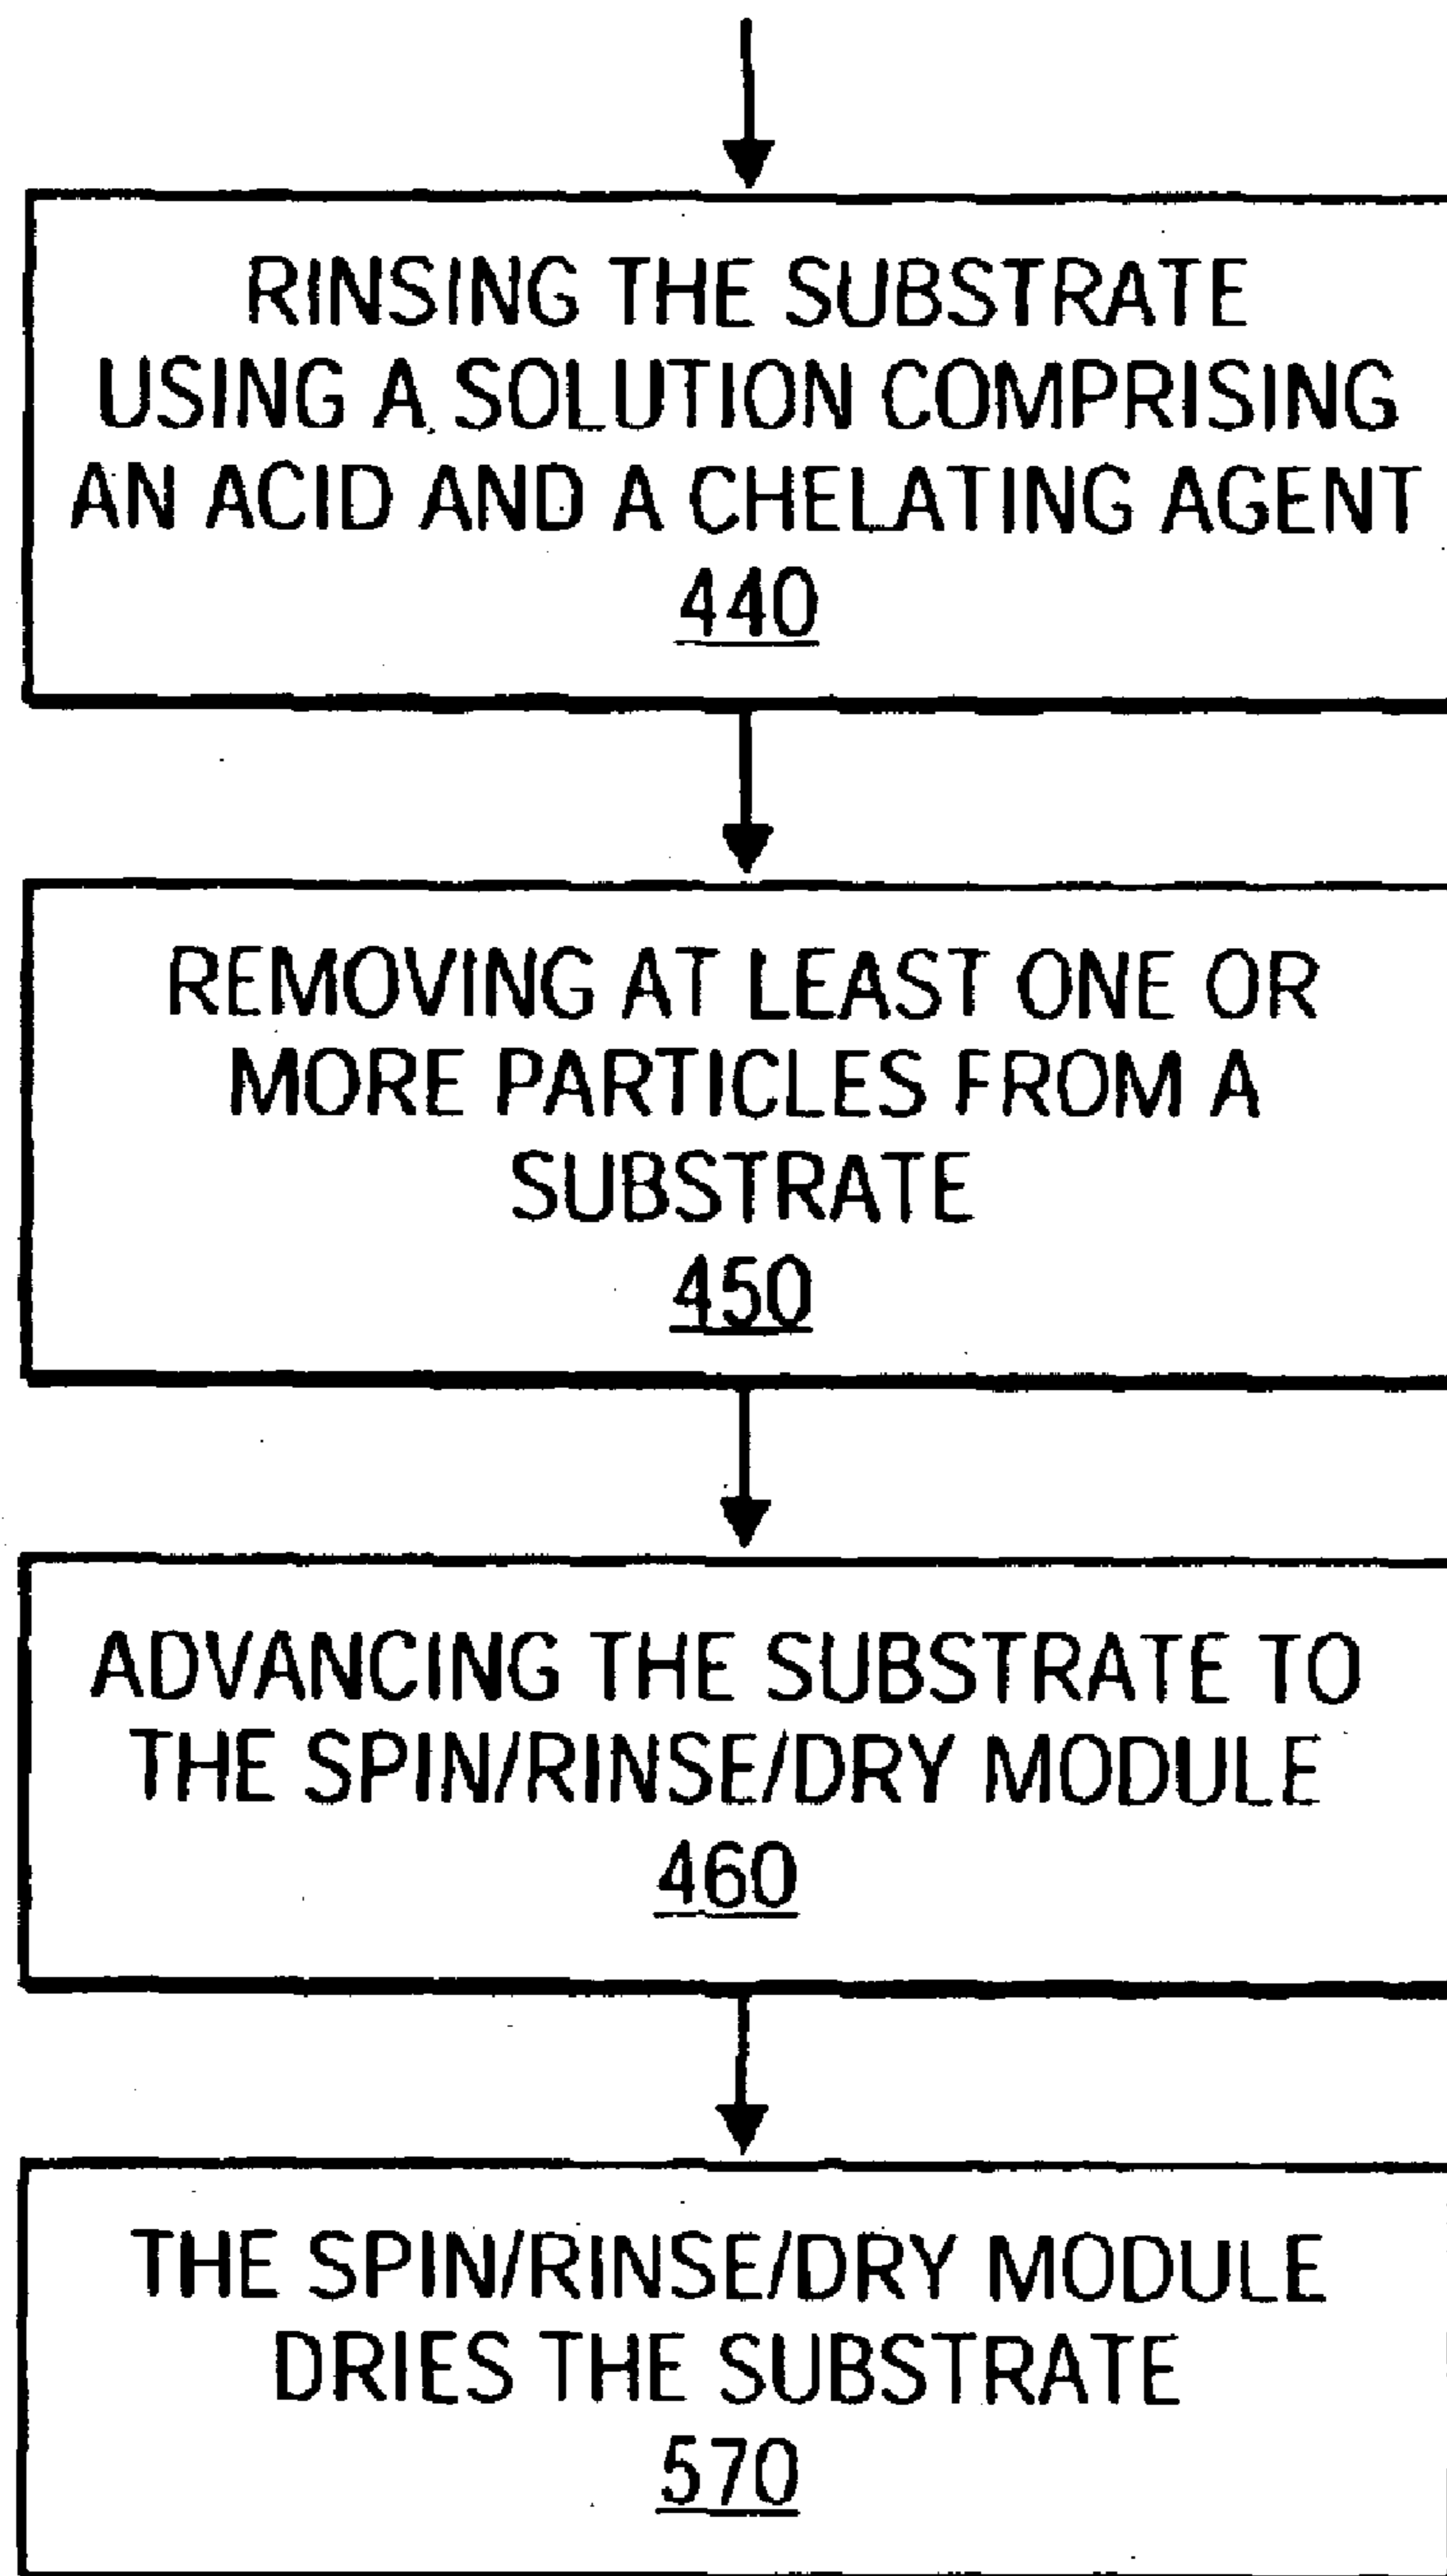 RINSING THE SUBSTRATE
USING A SOLUTION COMPRISING
AN ACID AND A CHELATING AGENT
440
REMOVING AT LEAST ONE OR
MORE PARTICLES FROM A
SUBSTRATE
450
ADVANCING THE SUBSTRATE TO
THE SPIN/RINSE/DRY MODULE
460
THE SPIN/RINSE/DRY MODULE
DRIES THE SUBSTRATE
570